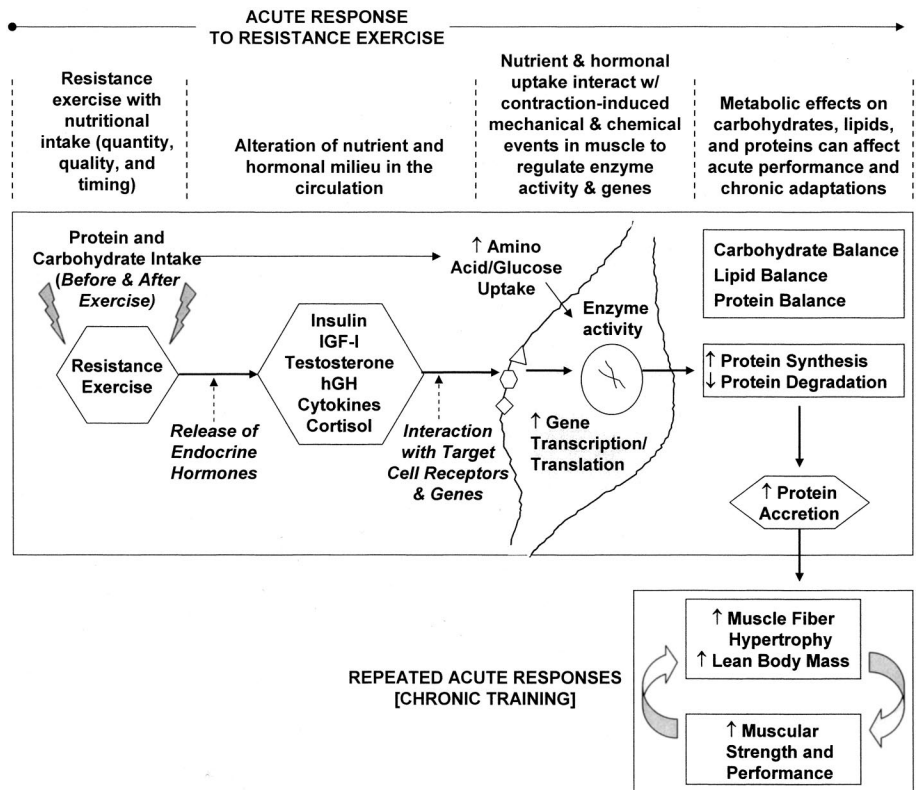 ACUTE RESPONSE
TO RESISTANCE EXERCISE
Resistance
exercise with
nutritional
intake (quantity,
quality, and
timing)
Alteration of nutrient and
hormonal milieu in the
circulation
Nutrient & hormonal
uptake interact w/
contraction-induced
mechanical & chemical
events in muscle to
regulate enzyme
activity & genes
Metabolic effects on
carbohydrates, lipids,
and proteins can affect
acute performance and
chronic adaptations
Protein and
Carbohydrate Intake
(Before & After
Exercise)
Resistance
Exercise
Release of
Endocrine
Hormones
Insulin
IGF-I
Testosterone
hGH
Cytokines
Cortisol
Interaction
with Target
Cell Receptors
& Genes
↑ Amino
Acid/Glucose
Uptake
Enzyme
activity
↑ Gene
Transcription/
Translation
Carbohydrate Balance
Lipid Balance
Protein Balance
↑ Protein Synthesis
↓ Protein Degradation
↑ Protein
Accretion
REPEATED ACUTE RESPONSES
[CHRONIC TRAINING]
↑ Muscle Fiber
Hypertrophy
↑ Lean Body Mass
↑ Muscular
Strength and
Performance